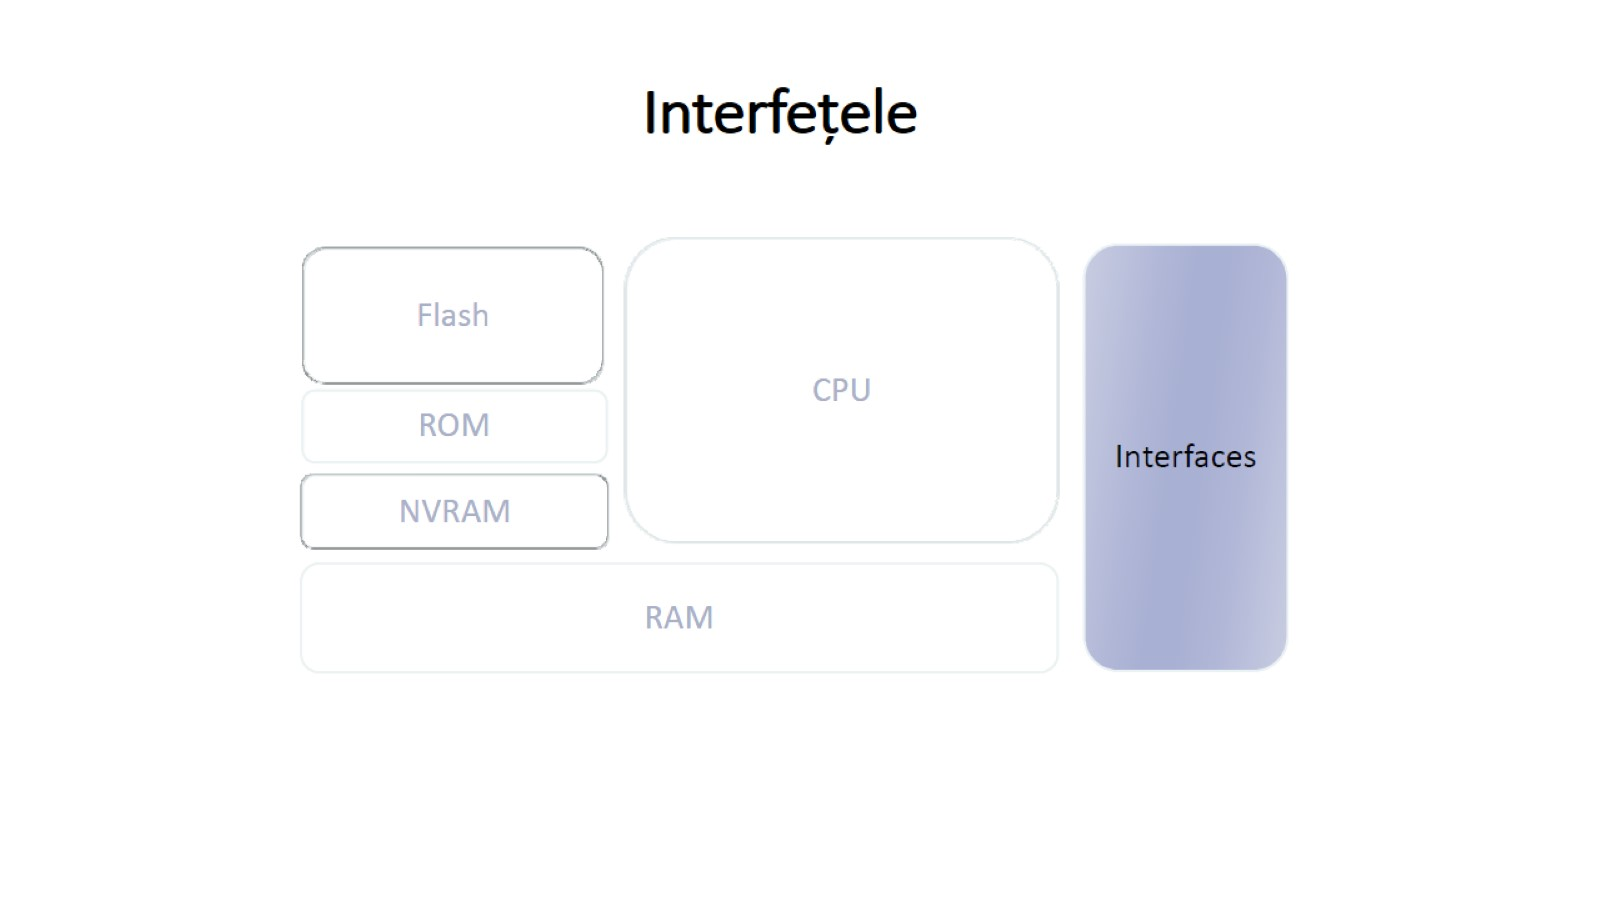 Interfețele
Flash
CPU
ROM
Interfaces
NVRAM
RAM